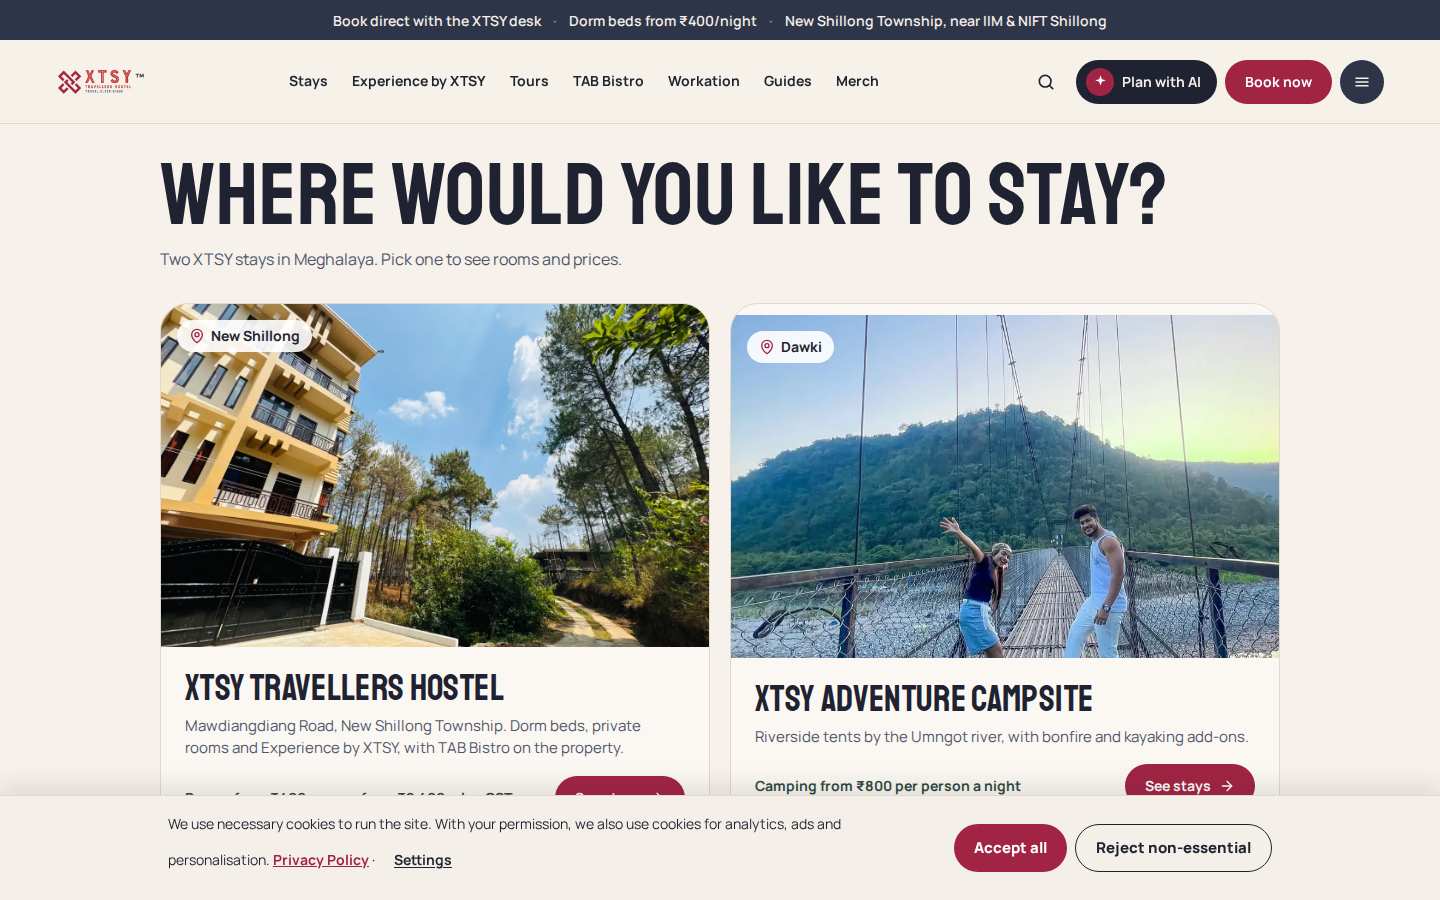 Book direct with the XTSY desk · Dorm beds from ₹400/night · New Shillong Township, near IIM & NIFT Shillong
XTSY™
TRAVELLERS HOSTEL
Stays Experience by XTSY Tours TAB Bistro Workation Guides Merch
Plan with AI
Book now
WHERE WOULD YOU LIKE TO STAY?
Two XTSY stays in Meghalaya. Pick one to see rooms and prices.
New Shillong
XTSY TRAVELLERS HOSTEL
Mawdiangdiang Road, New Shillong Township. Dorm beds, private
rooms and Experience by XTSY, with TAB Bistro on the property.
Dawki
XTSY ADVENTURE CAMPSITE
Riverside tents by the Umngot river, with bonfire and kayaking add-ons.
Camping from ₹800 per person a night
See stays
We use necessary cookies to run the site. With your permission, we also use cookies for analytics, ads and
personalisation. Privacy Policy · Settings
Accept all
Reject non-essential